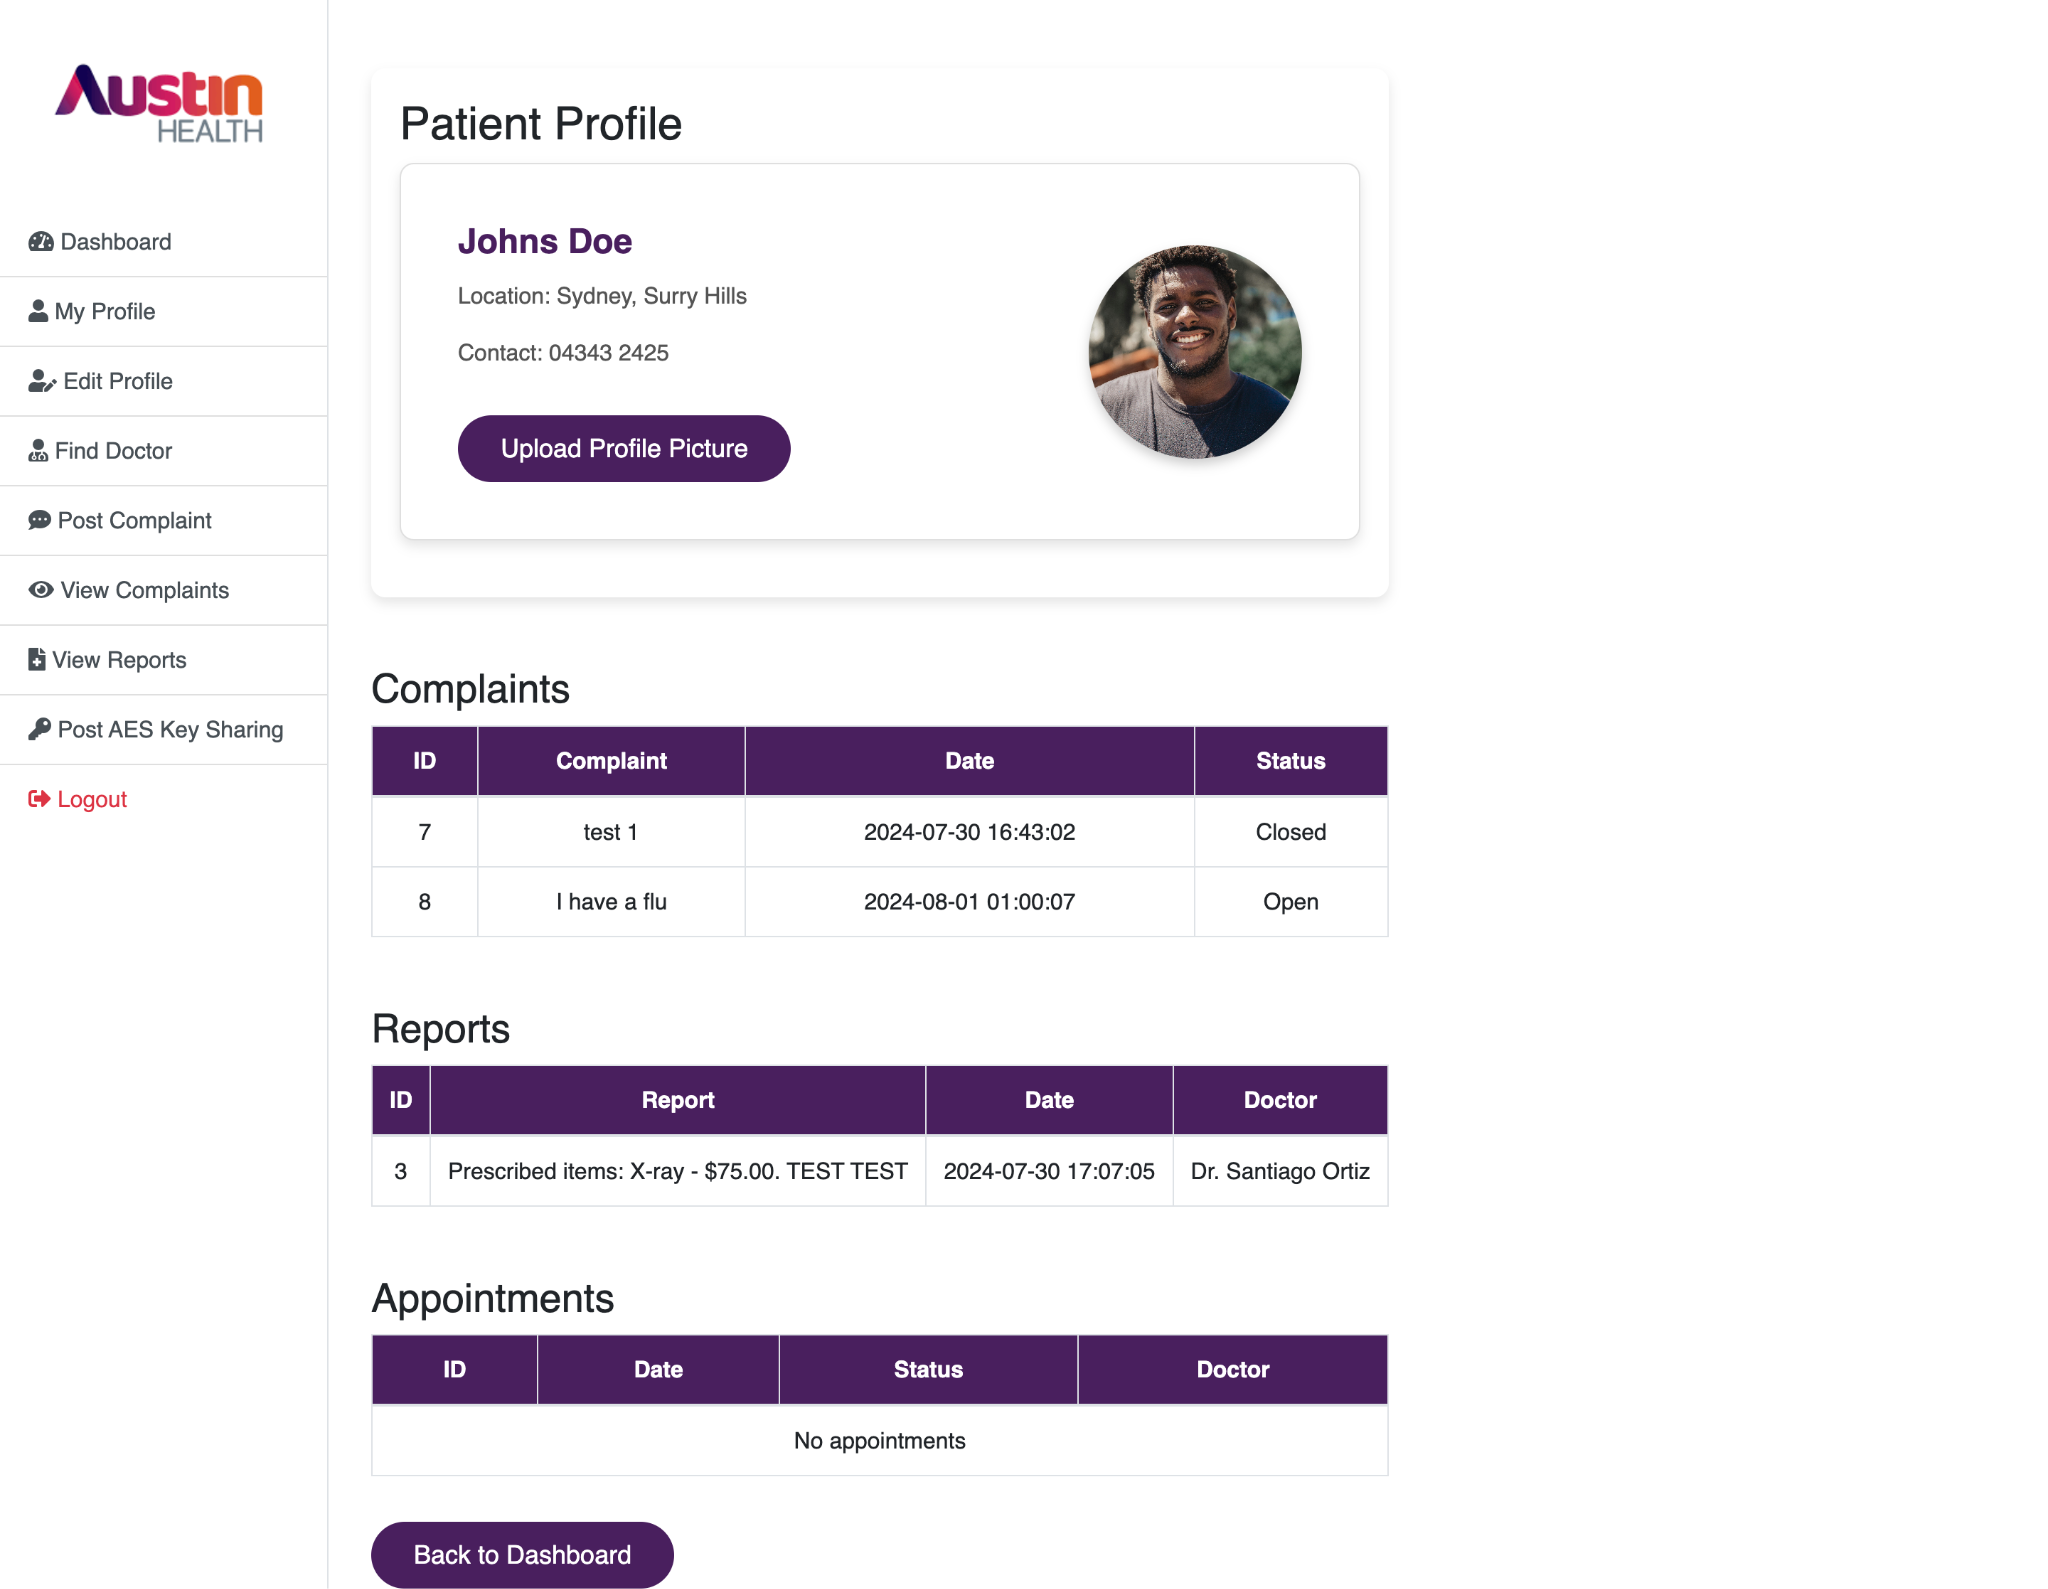 Austin
HEALTH
Dashboard
My Profile
Edit Profile
Find Doctor
Post Complaint
View Complaints
View Reports
Post AES Key Sharing
Logout
Patient Profile
Johns Doe
Location: Sydney, Surry Hills
Contact: 04343 2425
Upload Profile Picture
Complaints
ID Complaint Date Status
7 test 1 2024-07-30 16:43:02 Closed
8 I have a flu 2024-08-01 01:00:07 Open
Reports
ID Report Date Doctor
3 Prescribed items: X-ray - $75.00. TEST TEST 2024-07-30 17:07:05 Dr. Santiago Ortiz
Appointments
ID Date Status Doctor
No appointments
Back to Dashboard